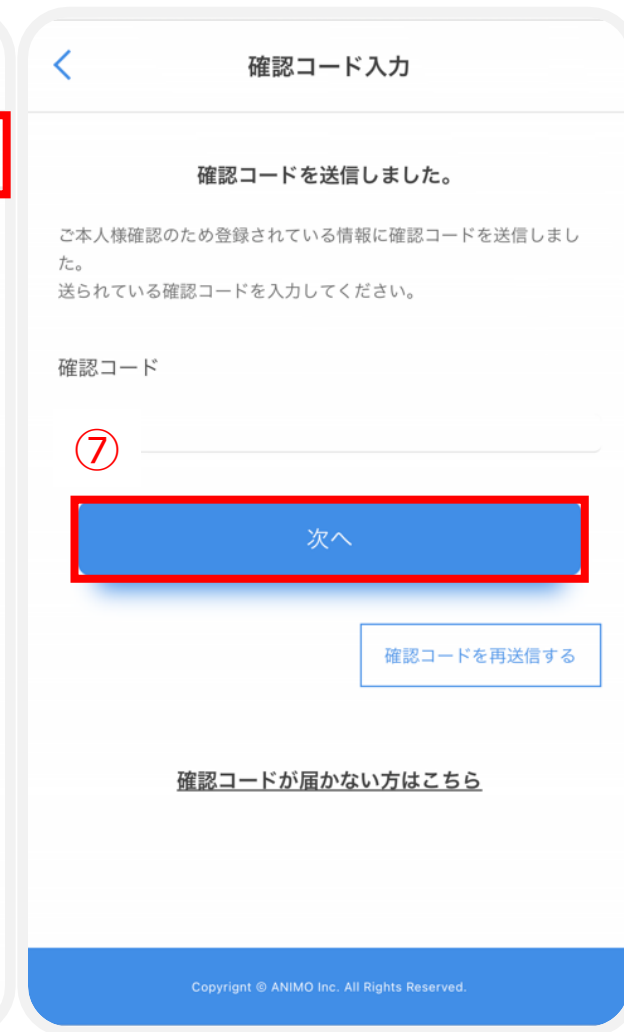 確認コード入力
確認コードを送信しました。
ご本人様確認のため登録されている情報に確認コードを送信しまし
た。
送られている確認コードを入力してください。
確認コード
⑦
次へ
確認コードを再送信する
確認コードが届かない方はこちら
Copyrignt © ANIMO Inc. All Rights Reserved.